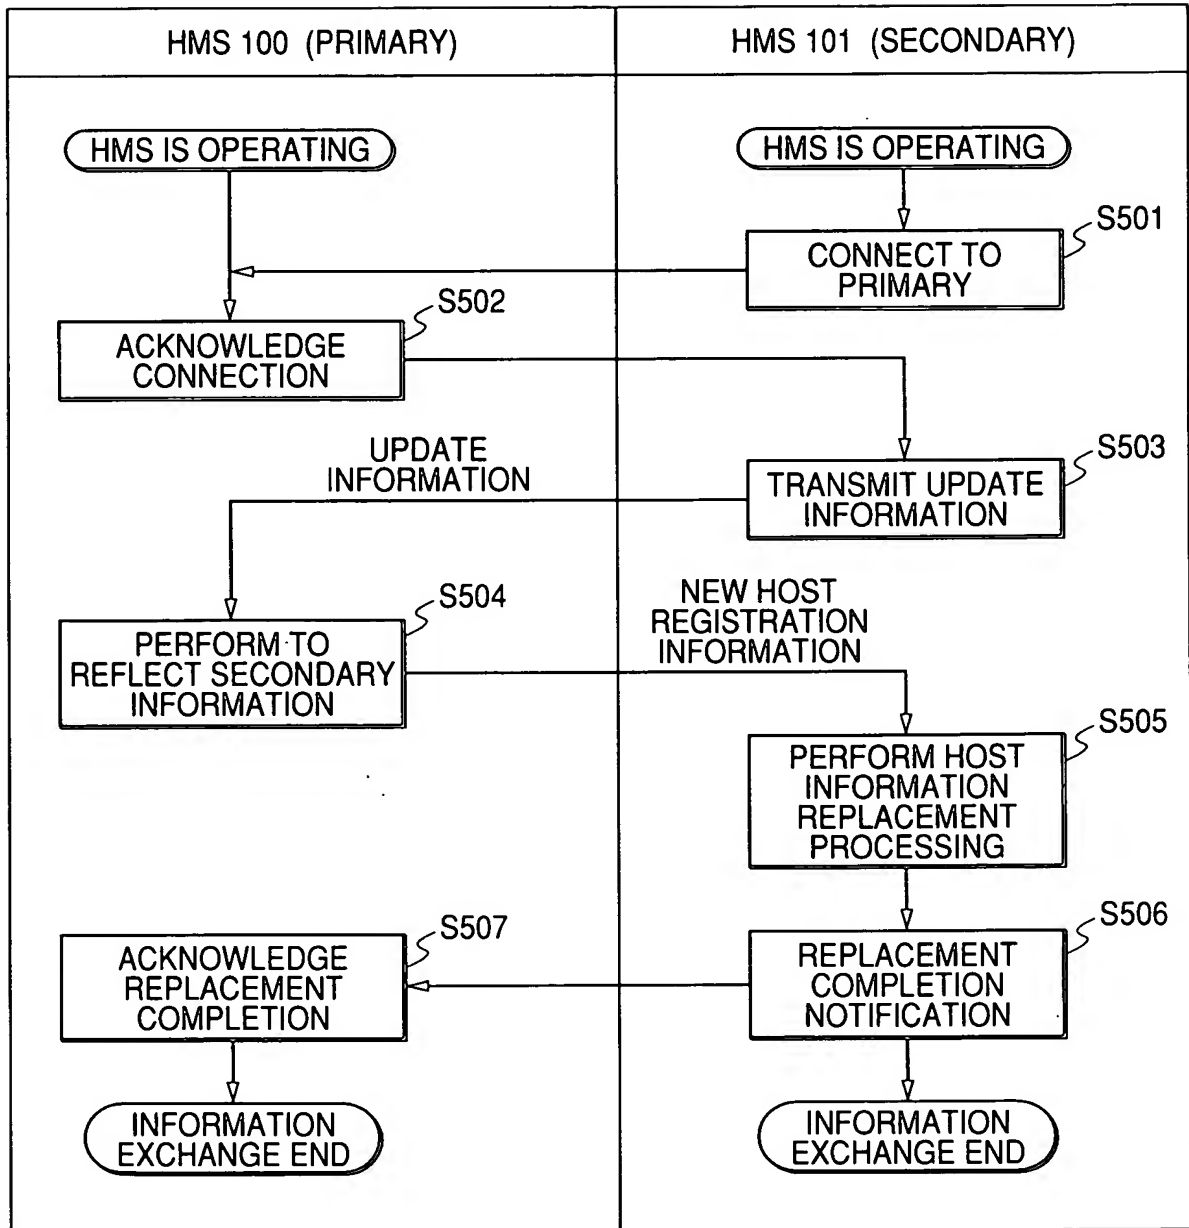 HMS 100 (PRIMARY)
HMS 101 (SECONDARY)
HMS IS OPERATING
HMS IS OPERATING
S501
CONNECT TO
PRIMARY
S502
ACKNOWLEDGE
CONNECTION
UPDATE
INFORMATION
S503
TRANSMIT UPDATE
INFORMATION
S504
PERFORM TO
REFLECT SECONDARY
INFORMATION
NEW HOST
REGISTRATION
INFORMATION
S505
PERFORM HOST
INFORMATION
REPLACEMENT
PROCESSING
S506
REPLACEMENT
COMPLETION
NOTIFICATION
S507
ACKNOWLEDGE
REPLACEMENT
COMPLETION
INFORMATION
EXCHANGE END
INFORMATION
EXCHANGE END